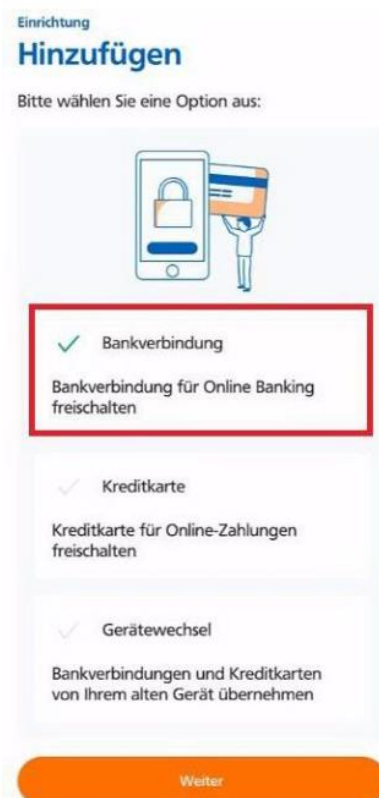 Einrichtung
Hinzufügen
Bitte wählen Sie eine Option aus:
Bankverbindung
Bankverbindung für Online Banking
freischalten
Kreditkarte
Kreditkarte für Online-Zahlungen
freischalten
Gerätewechsel
Bankverbindungen und Kreditkarten
von Ihrem alten Gerät übernehmen
Weiter